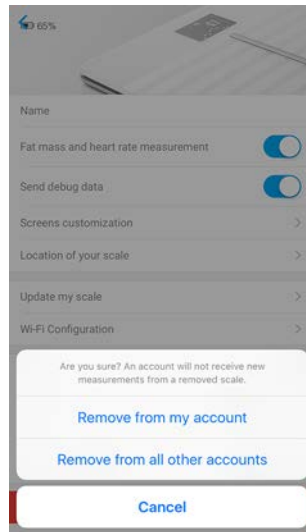 65%
Name
Fat mass and heart rate measurement
Send debug data
Screens customization
Location of your scale
Update my scale
Wi-Fi Configuration
Are you sure? An account will not receive new
measurements from a removed scale.
Remove from my account
Remove from all other accounts
Cancel